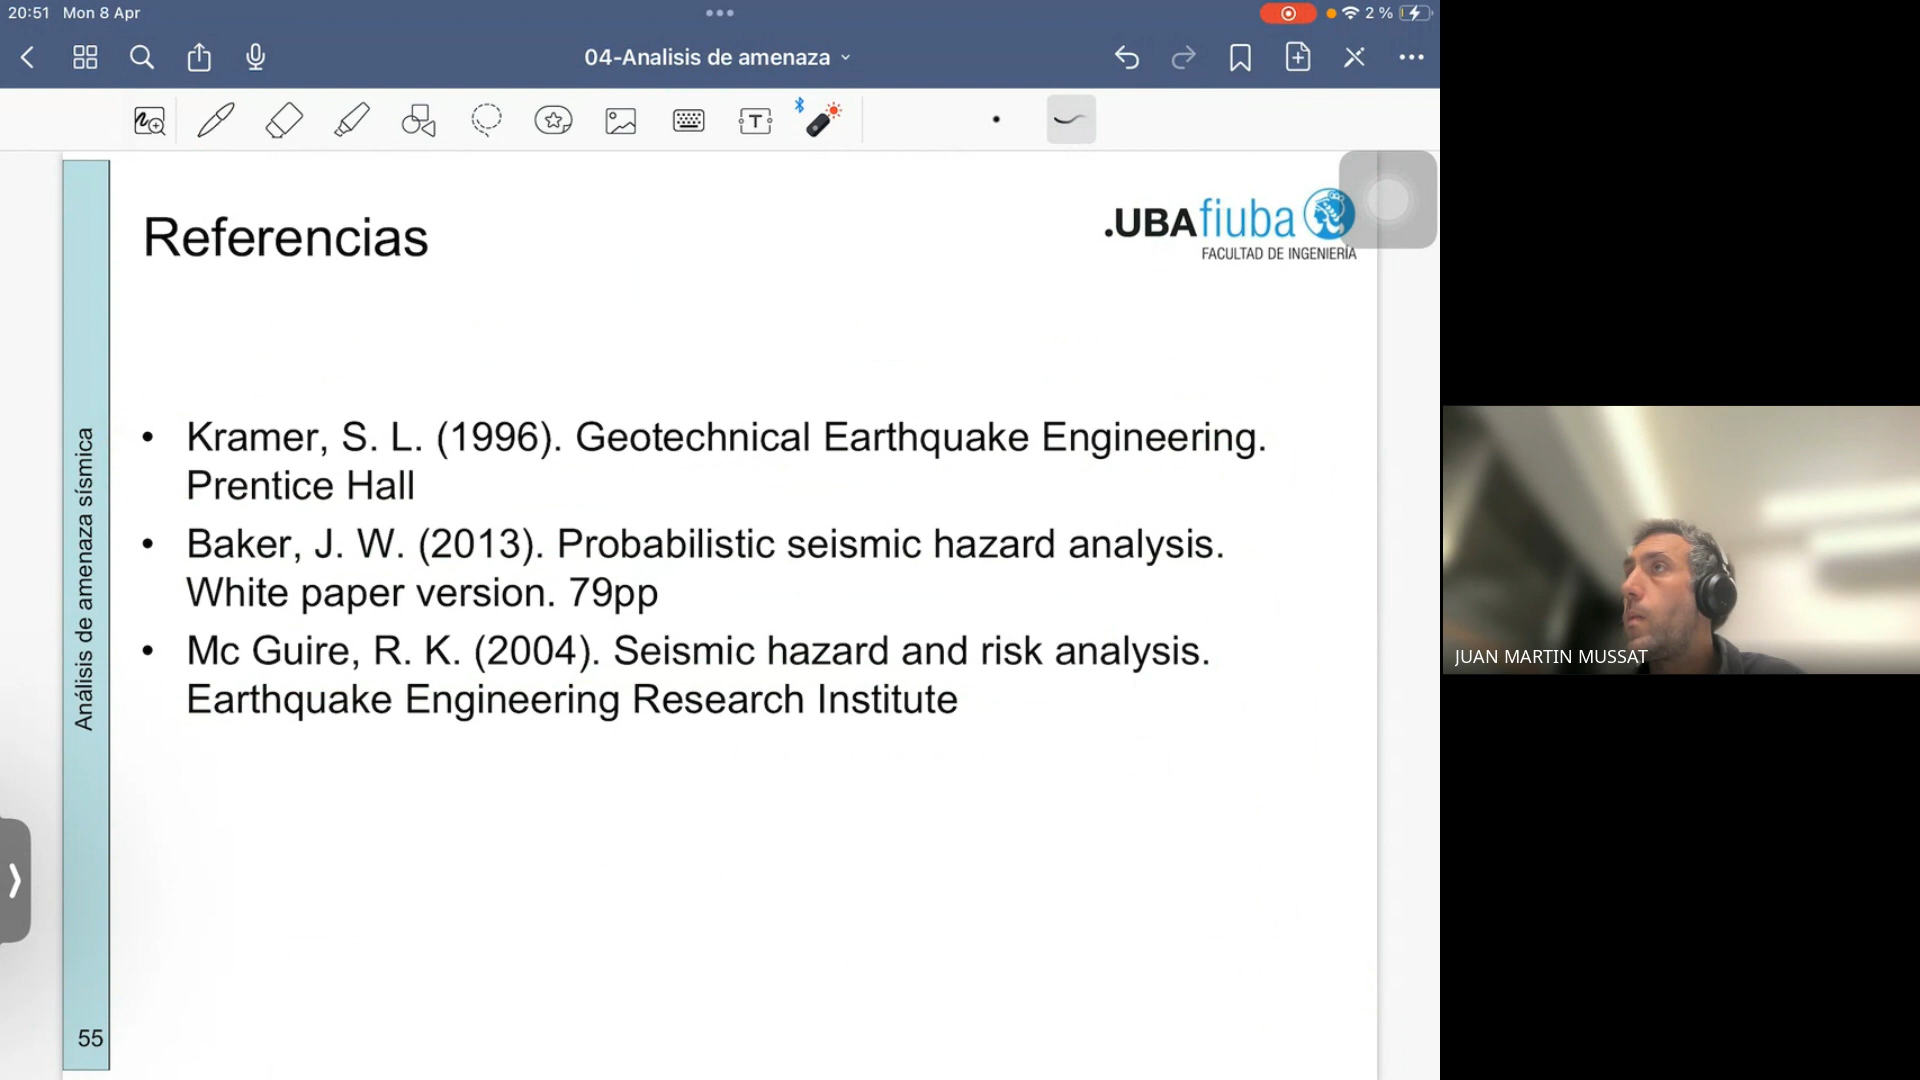 20:51 Mon 8 Apr
2 %
04-Analisis de amenaza
T
Referencias
.UBAfiuba
FACULTAD DE INGENIERÍA
• Kramer, S. L. (1996). Geotechnical Earthquake Engineering.
Prentice Hall
• Baker, J. W. (2013). Probabilistic seismic hazard analysis.
White paper version. 79pp
• Mc Guire, R. K. (2004). Seismic hazard and risk analysis.
Earthquake Engineering Research Institute
Análisis de amenaza sísmica
55
JUAN MARTIN MUSSAT